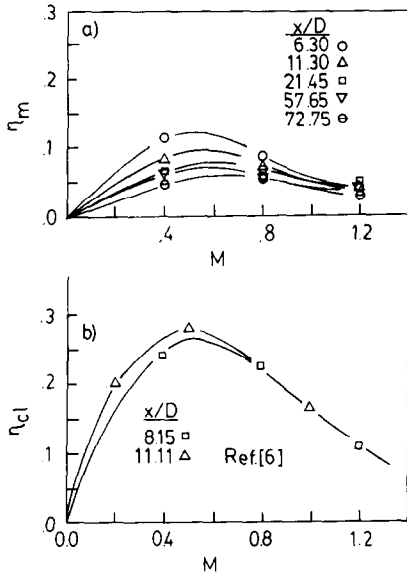 .3
a)
x/D
6.30
11.30
21.45
57.65
72.75
.2
ηm
.1
.0
.4
.8
1.2
M
.3
b)
.2
ηcl
x/D
8.15
11.11
Ref.[6]
.1
.0
0.0
0.4
0.8
1.2
M